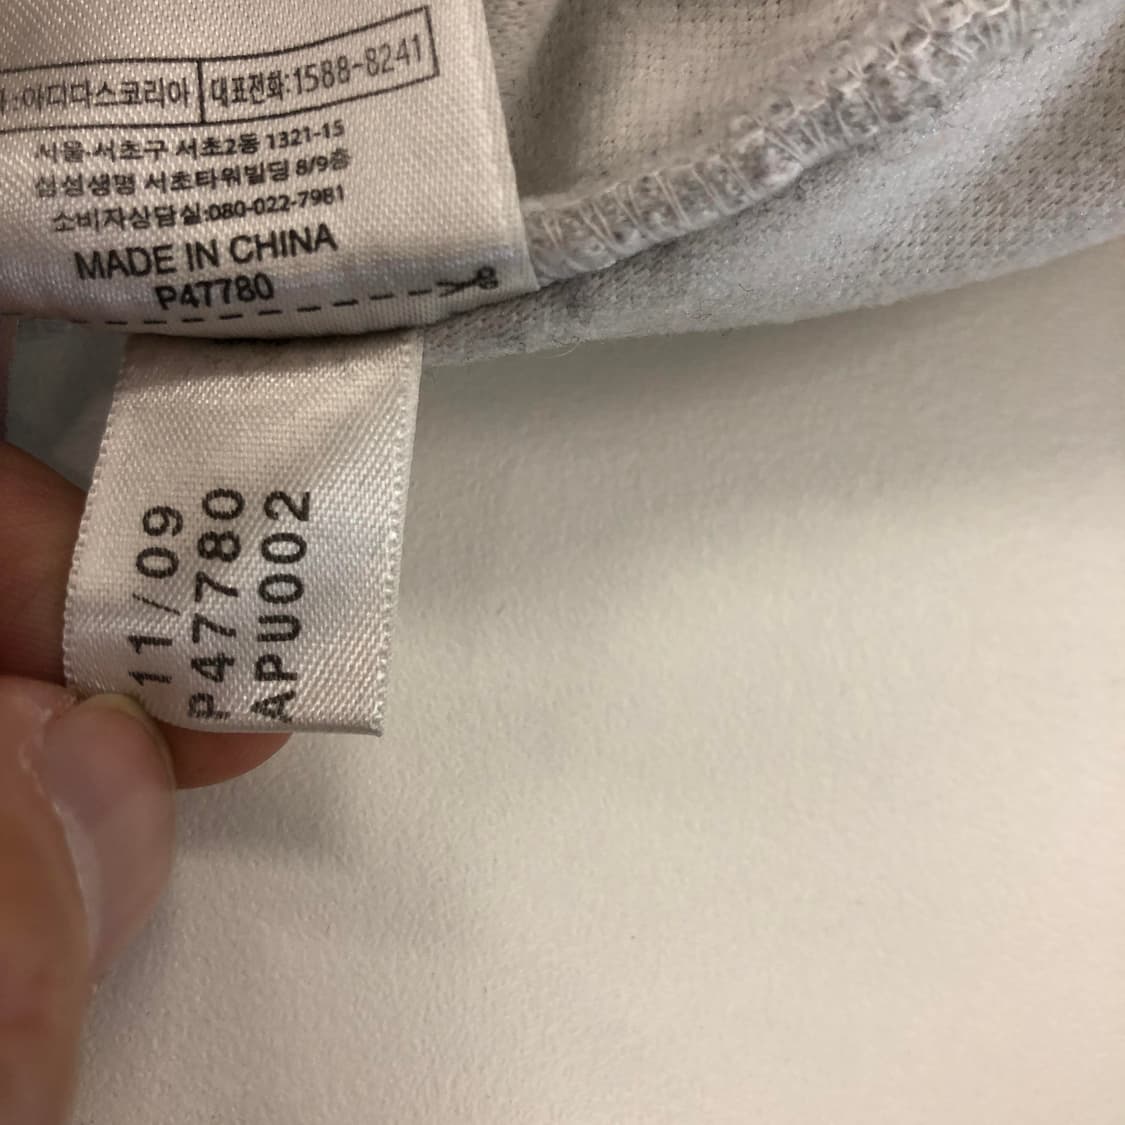 :아디다스코리아 대표전화:1588-8241
서울·서초구 서초2동 1321-15
삼성생명 서초타워빌딩 8/9층
소비자상담실:080-022-7981
MADE IN CHINA
P47780
11/09
P47780
APU002